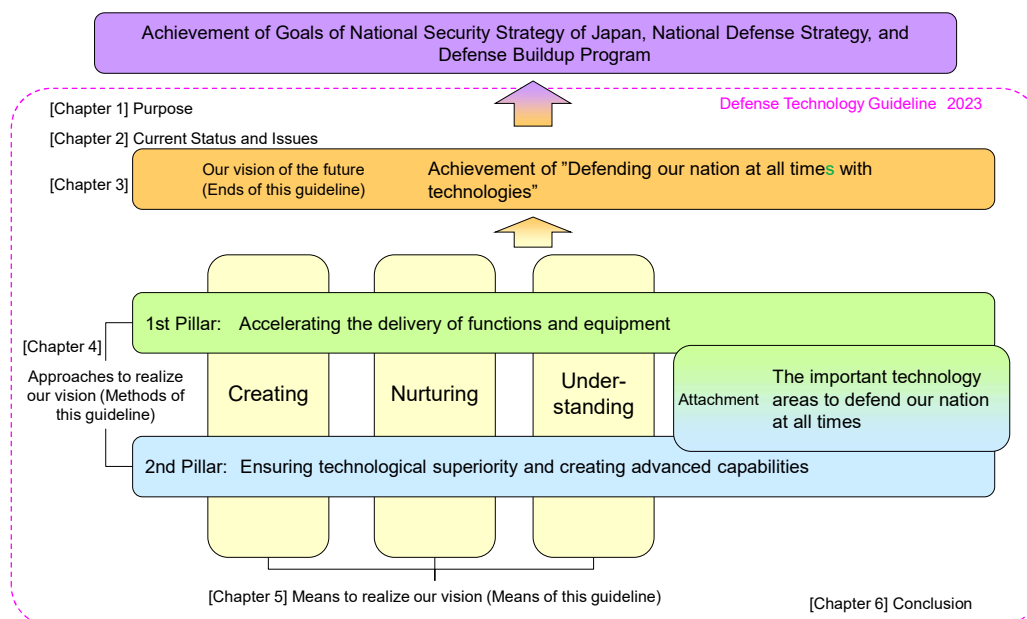 Achievement of Goals of National Security Strategy of Japan, National Defense Strategy, and
Defense Buildup Program
[Chapter 1] Purpose
Defense Technology Guideline 2023
[Chapter 2] Current Status and Issues
[Chapter 3]
Our vision of the future
(Ends of this guideline)
Achievement of ”Defending our nation at all times with
technologies”
1st Pillar: Accelerating the delivery of functions and equipment
[Chapter 4]
Approaches to realize
our vision (Methods of
this guideline)
Creating
Nurturing
Under-
standing
Attachment
The important technology
areas to defend our nation
at all times
2nd Pillar: Ensuring technological superiority and creating advanced capabilities
[Chapter 5] Means to realize our vision (Means of this guideline)
[Chapter 6] Conclusion